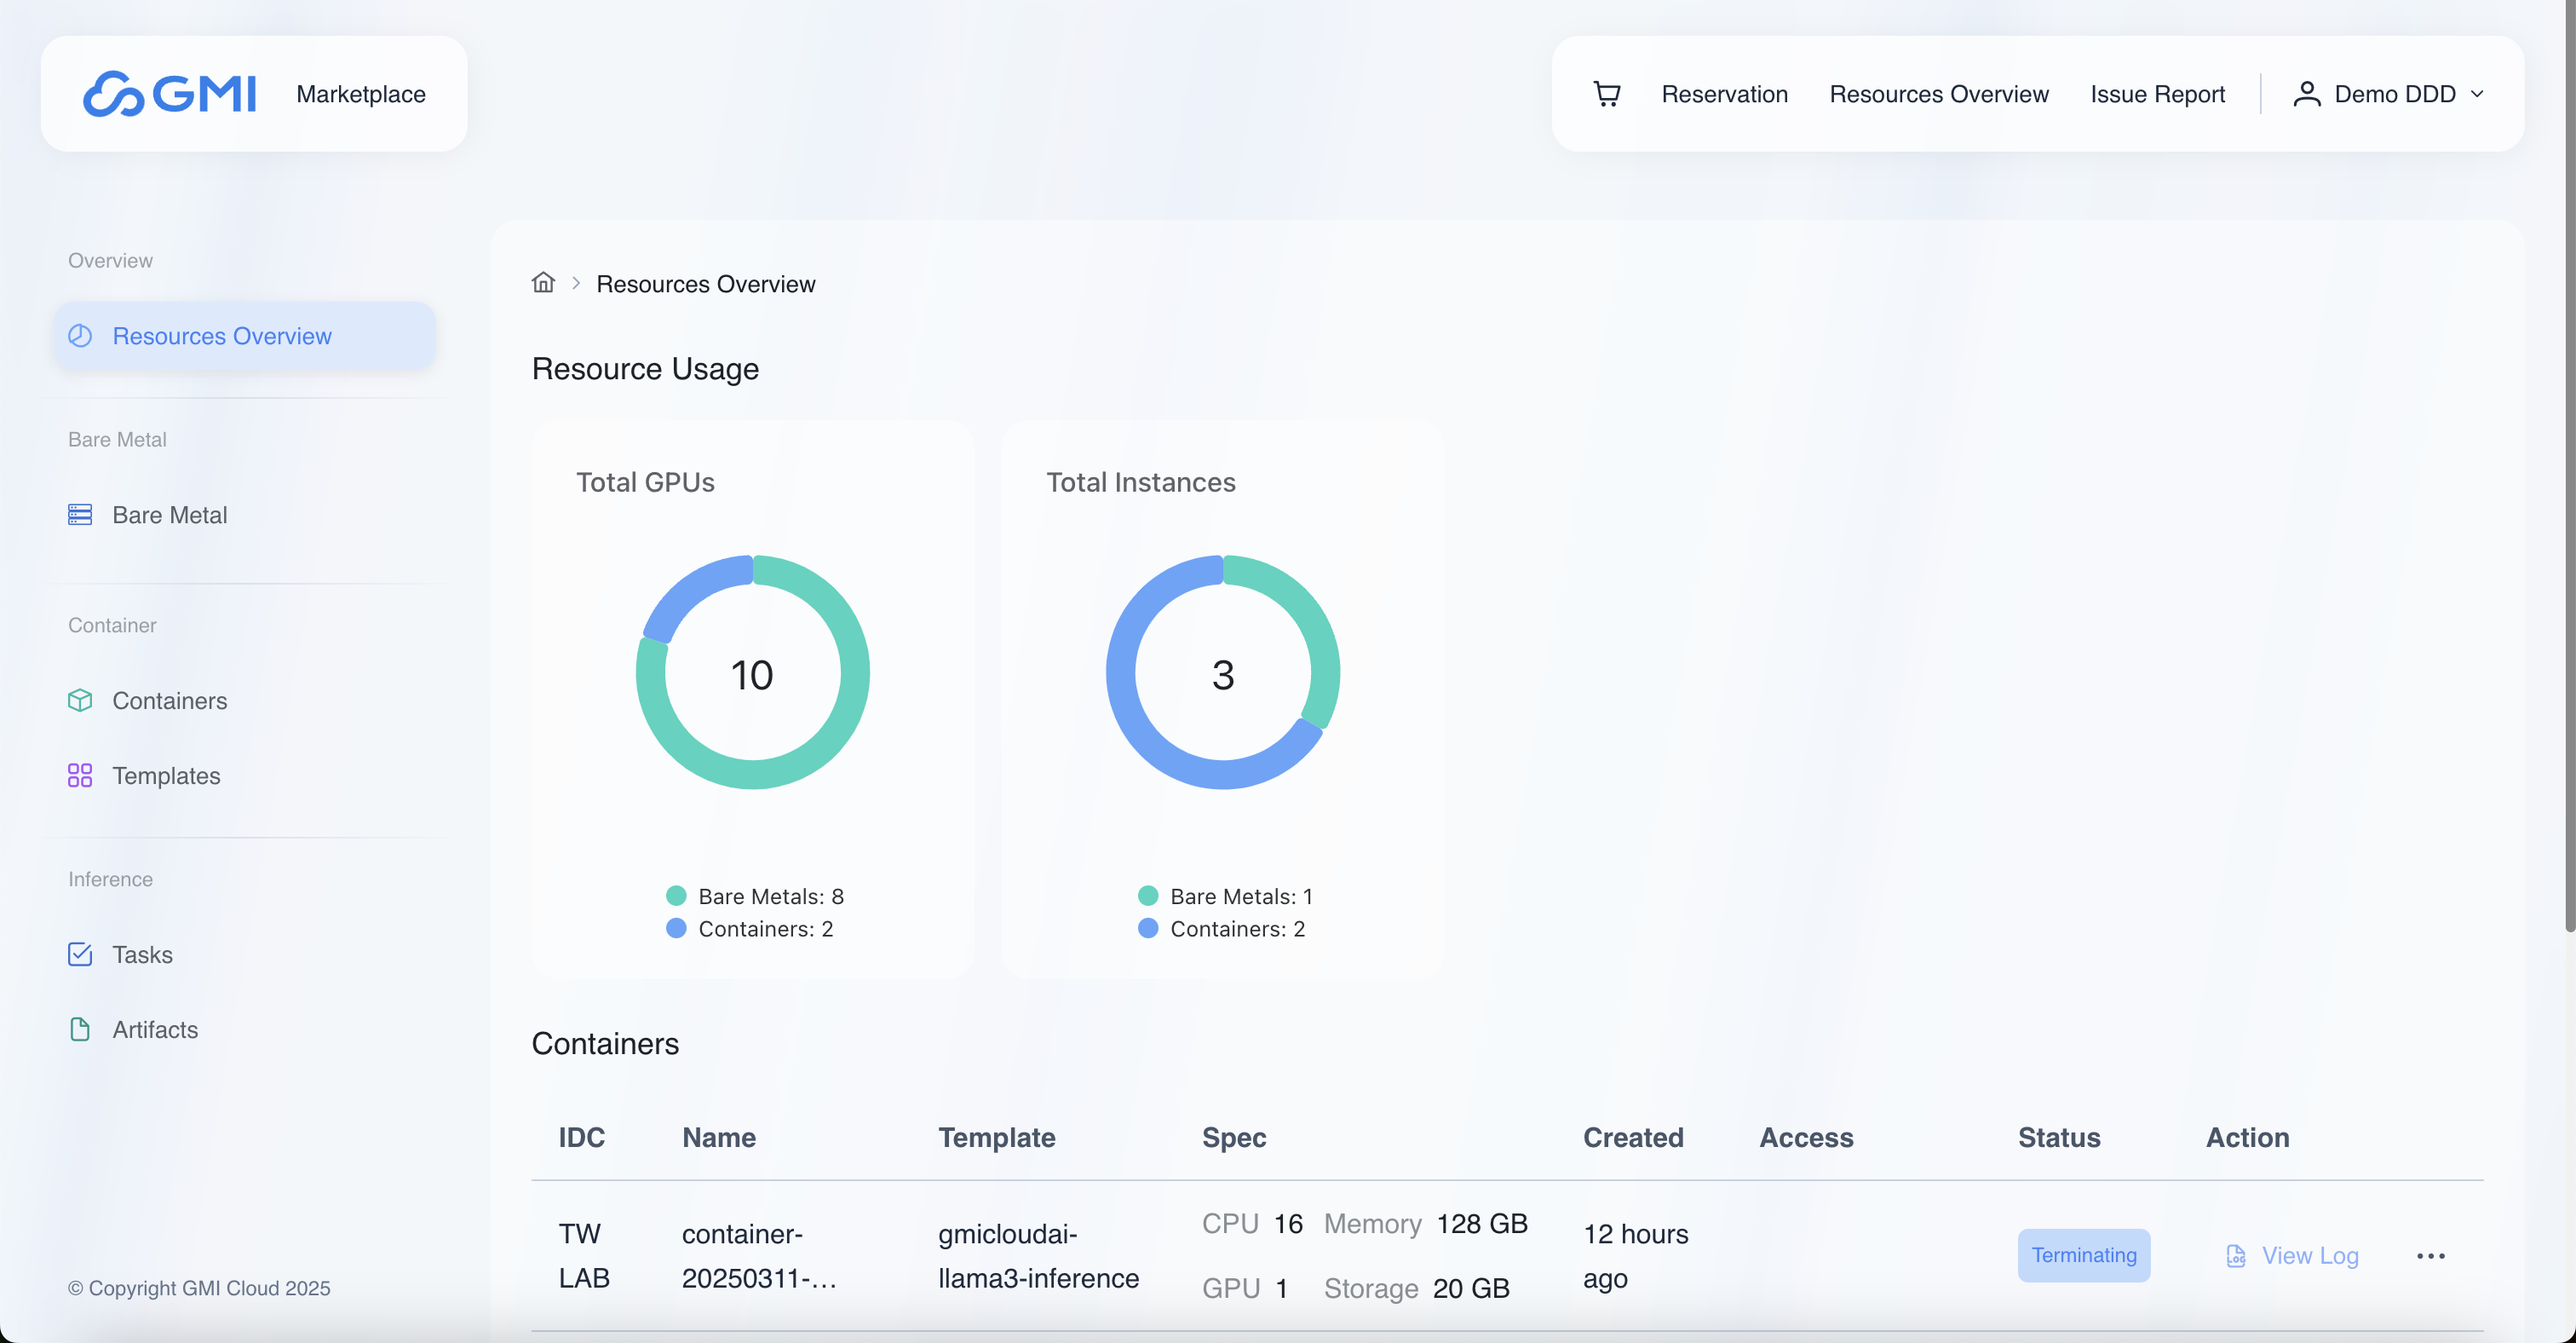 GMI
Marketplace
Reservation
Resources Overview
Issue Report
Demo DDD
Overview
Resources Overview
Bare Metal
Bare Metal
Container
Containers
Templates
Inference
Tasks
Artifacts
© Copyright GMI Cloud 2025
Resources Overview
Resource Usage
Total GPUs
10
Bare Metals: 8
Containers: 2
Total Instances
3
Bare Metals: 1
Containers: 2
Containers
IDC Name Template Spec Created Access Status Action
TW
LAB
container-
20250311-...
gmicloudai-
llama3-inference
CPU 16 Memory 128 GB
GPU 1 Storage 20 GB
12 hours
ago
Terminating
View Log